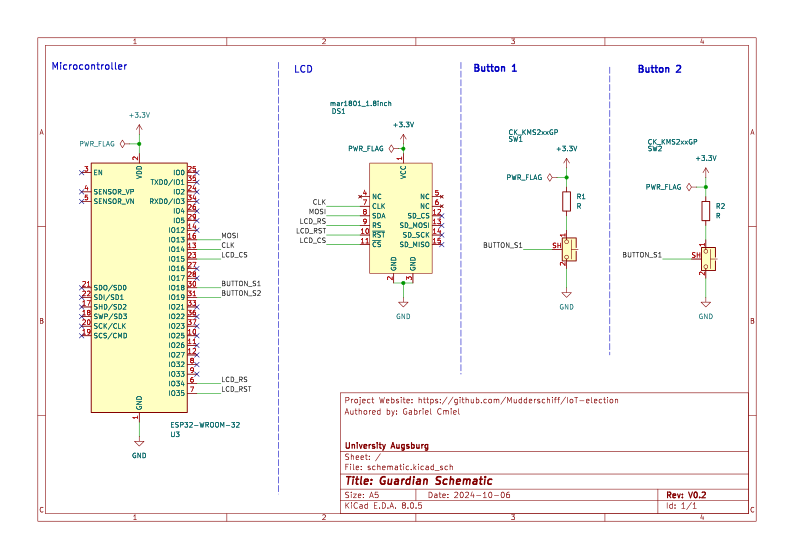 1 2 3 4
Microcontroller
LCD
Button 1
Button 2
A A
B B
C C
+3.3V
PWR_FLAG
2
VDD
3 EN
4 SENSOR_VP
5 SENSOR_VN
21 SDO/SD0
22 SDI/SD1
17 SHD/SD2
18 SWP/SD3
20 SCK/CLK
19 SCS/CMD
IO0 25
TXD0/IO1 35
IO2 24
RXD0/IO3 34
IO4 26
IO5 29
IO12 14
IO13 16 MOSI
IO14 13 CLK
IO15 23 LCD_CS
IO16 27
IO17 28
IO18 30 BUTTON_S1
IO19 31 BUTTON_S2
IO21 33
IO22 36
IO23 37
IO25 10
IO26 11
IO27 12
IO32 8
IO33 9
IO34 6 LCD_RS
IO35 7 LCD_RST
GND
1
ESP32-WROOM-32
U3
GND
mar1801_1.8inch
DS1
+3.3V
PWR_FLAG
1
VCC
4 NC
CLK 7 CLK
MOSI 8 SDA
LCD_RS 9 RS
LCD_RST 10 RST
LCD_CS 11 CS
NC 5
NC 6
SD_CS 12
SD_MOSI 13
SD_SCK 14
SD_MISO 15
GND GND
2 3
GND
CK_KMS2xxGP
SW1
+3.3V
PWR_FLAG
R1
R
1
BUTTON_S1 SH
2
GND
CK_KMS2xxGP
SW2
+3.3V
PWR_FLAG
R2
R
1
BUTTON_S1 SH
2
GND
Project Website: https://github.com/Mudderschiff/IoT-election
Authored by: Gabriel Cmiel
University Augsburg
Sheet: /
File: schematic.kicad_sch
Title: Guardian Schematic
Size: A5 Date: 2024-10-06 Rev: V0.2
KiCad E.D.A. 8.0.5 Id: 1/1
1 2 3 4